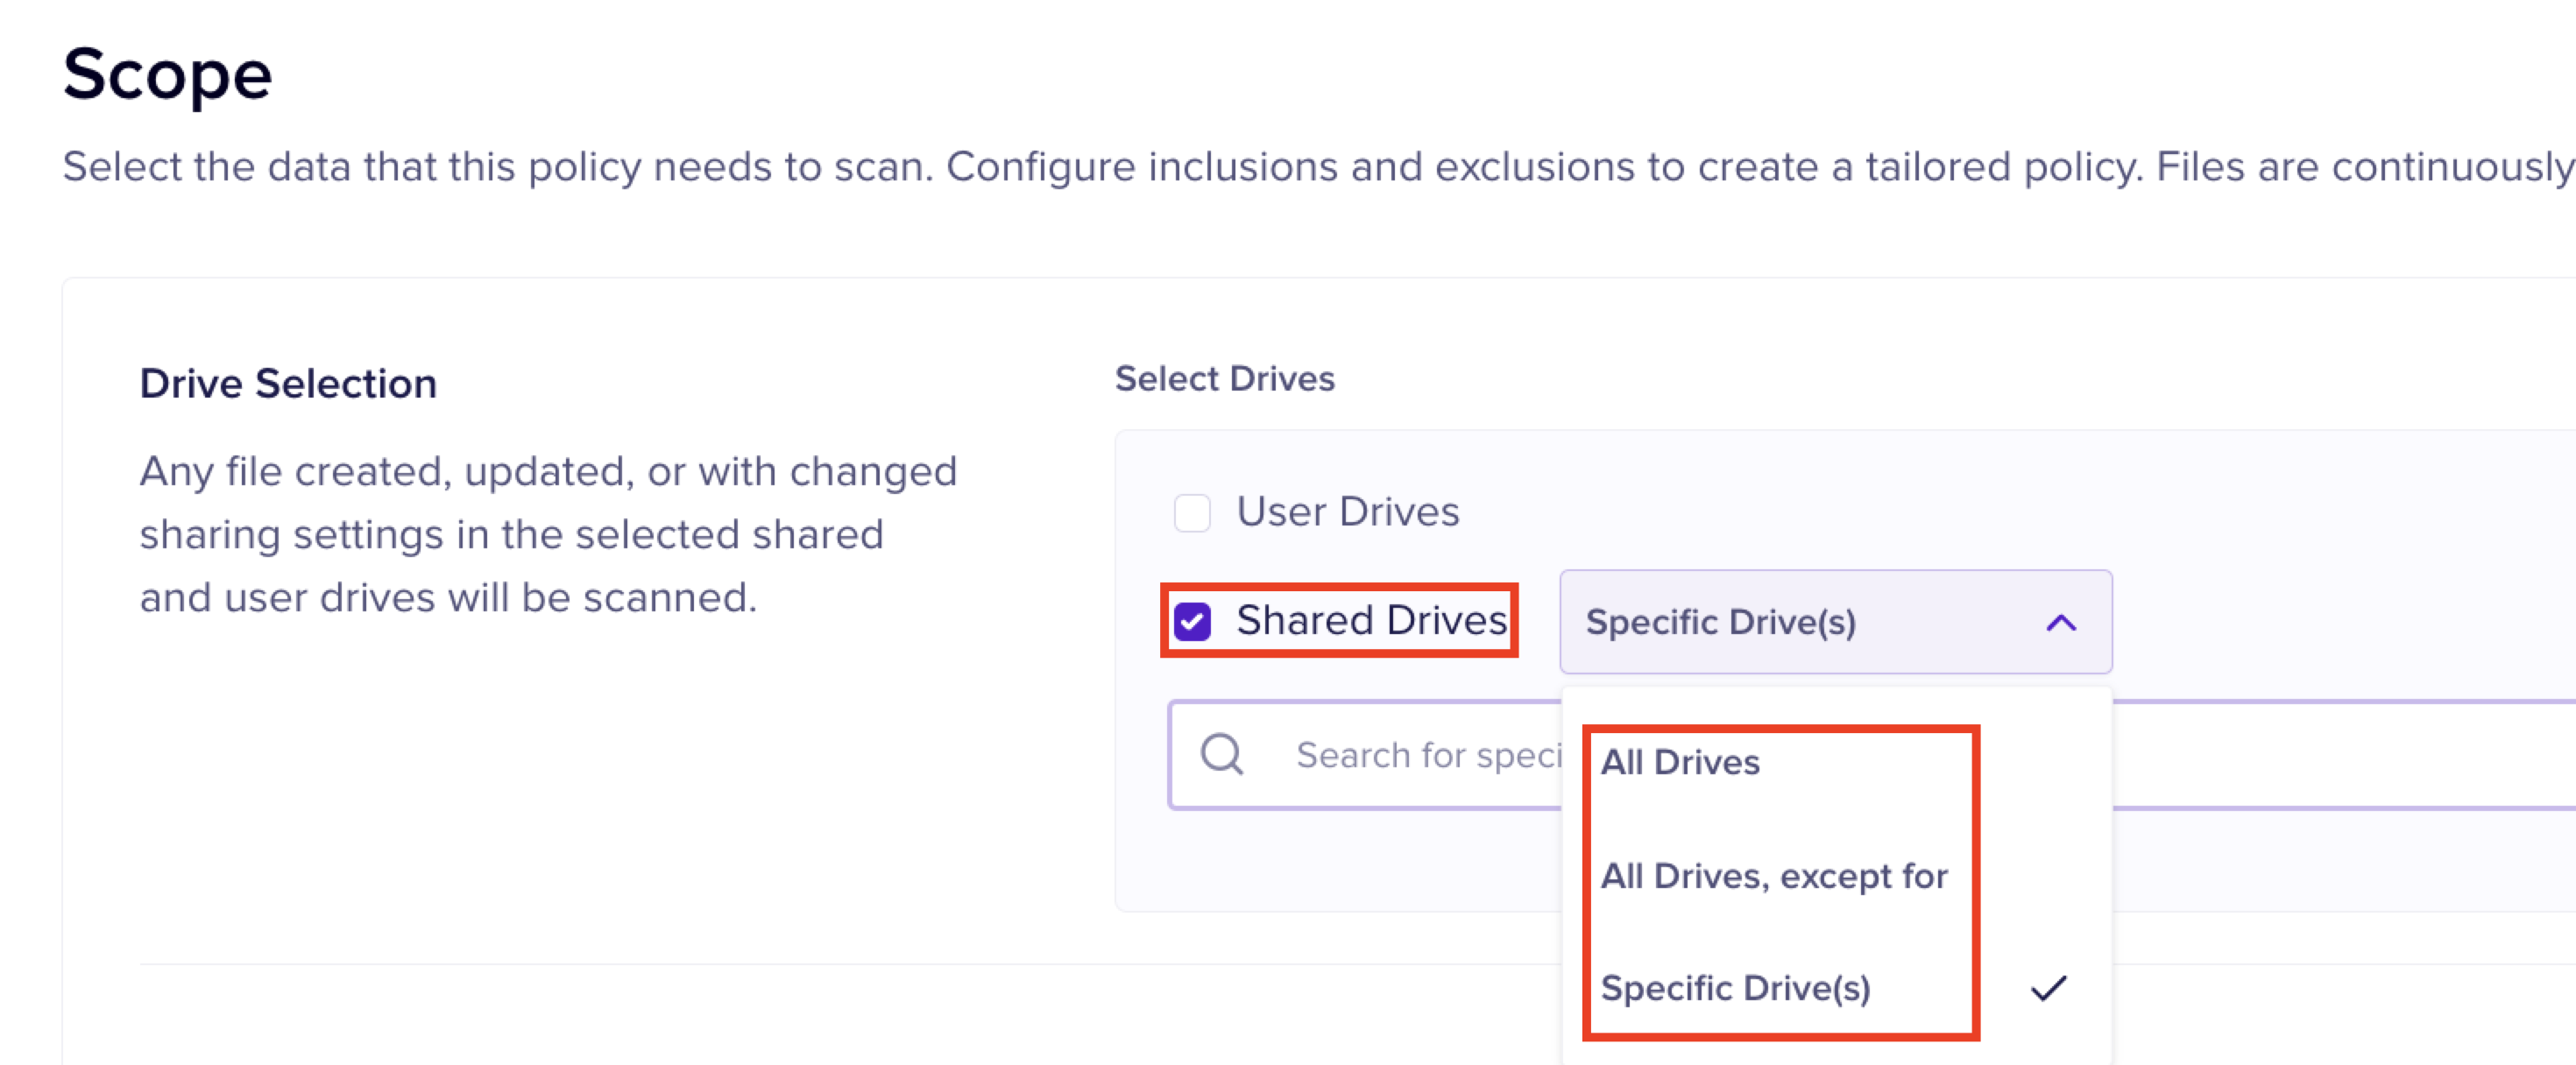 Scope
Select the data that this policy needs to scan. Configure inclusions and exclusions to create a tailored policy. Files are continuously
Drive Selection
Any file created, updated, or with changed
sharing settings in the selected shared
and user drives will be scanned.
Select Drives
User Drives
Shared Drives
Specific Drive(s)
Search for speci
All Drives
All Drives, except for
Specific Drive(s)